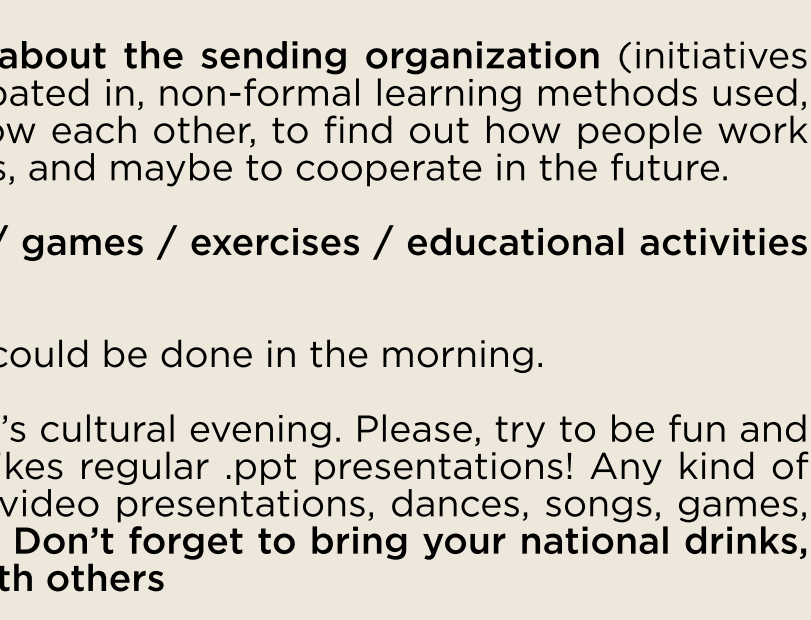 about the sending organization (initiatives
pated in, non-formal learning methods used,
ow each other, to find out how people work
s, and maybe to cooperate in the future.
/ games / exercises / educational activities
could be done in the morning.
's cultural evening. Please, try to be fun and
ikes regular .ppt presentations! Any kind of
video presentations, dances, songs, games,
Don't forget to bring your national drinks,
th others